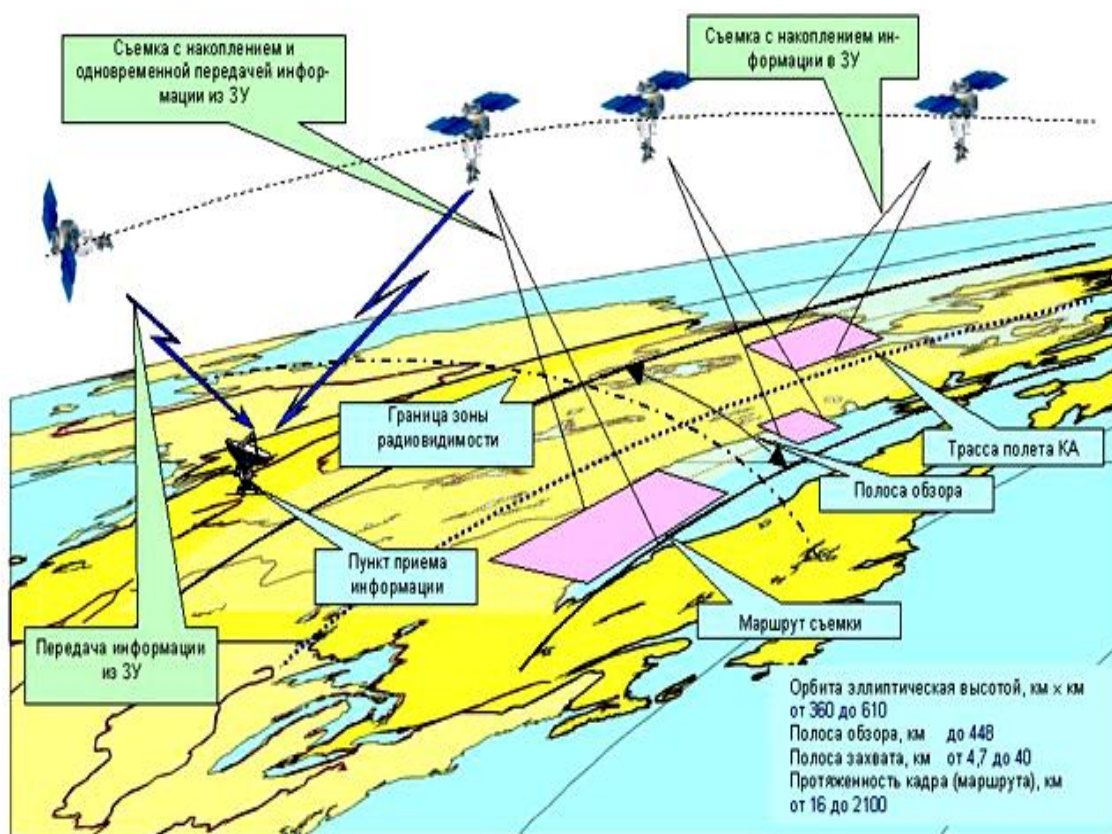 Съемка с накоплением и
одновременной передачей инфор-
мации из ЗУ
Съемка с накоплением ин-
формации в ЗУ
Граница зоны
радиовидимости
Трасса полета КА
Полоса обзора
Пункт приема
информации
Маршрут съемки
Передача информации
из ЗУ
Орбита эллиптическая высотой, км × км
от 360 до 610
Полоса обзора, км до 448
Полоса захвата, км от 4,7 до 40
Протяженность кадра (маршрута), км
от 16 до 2100